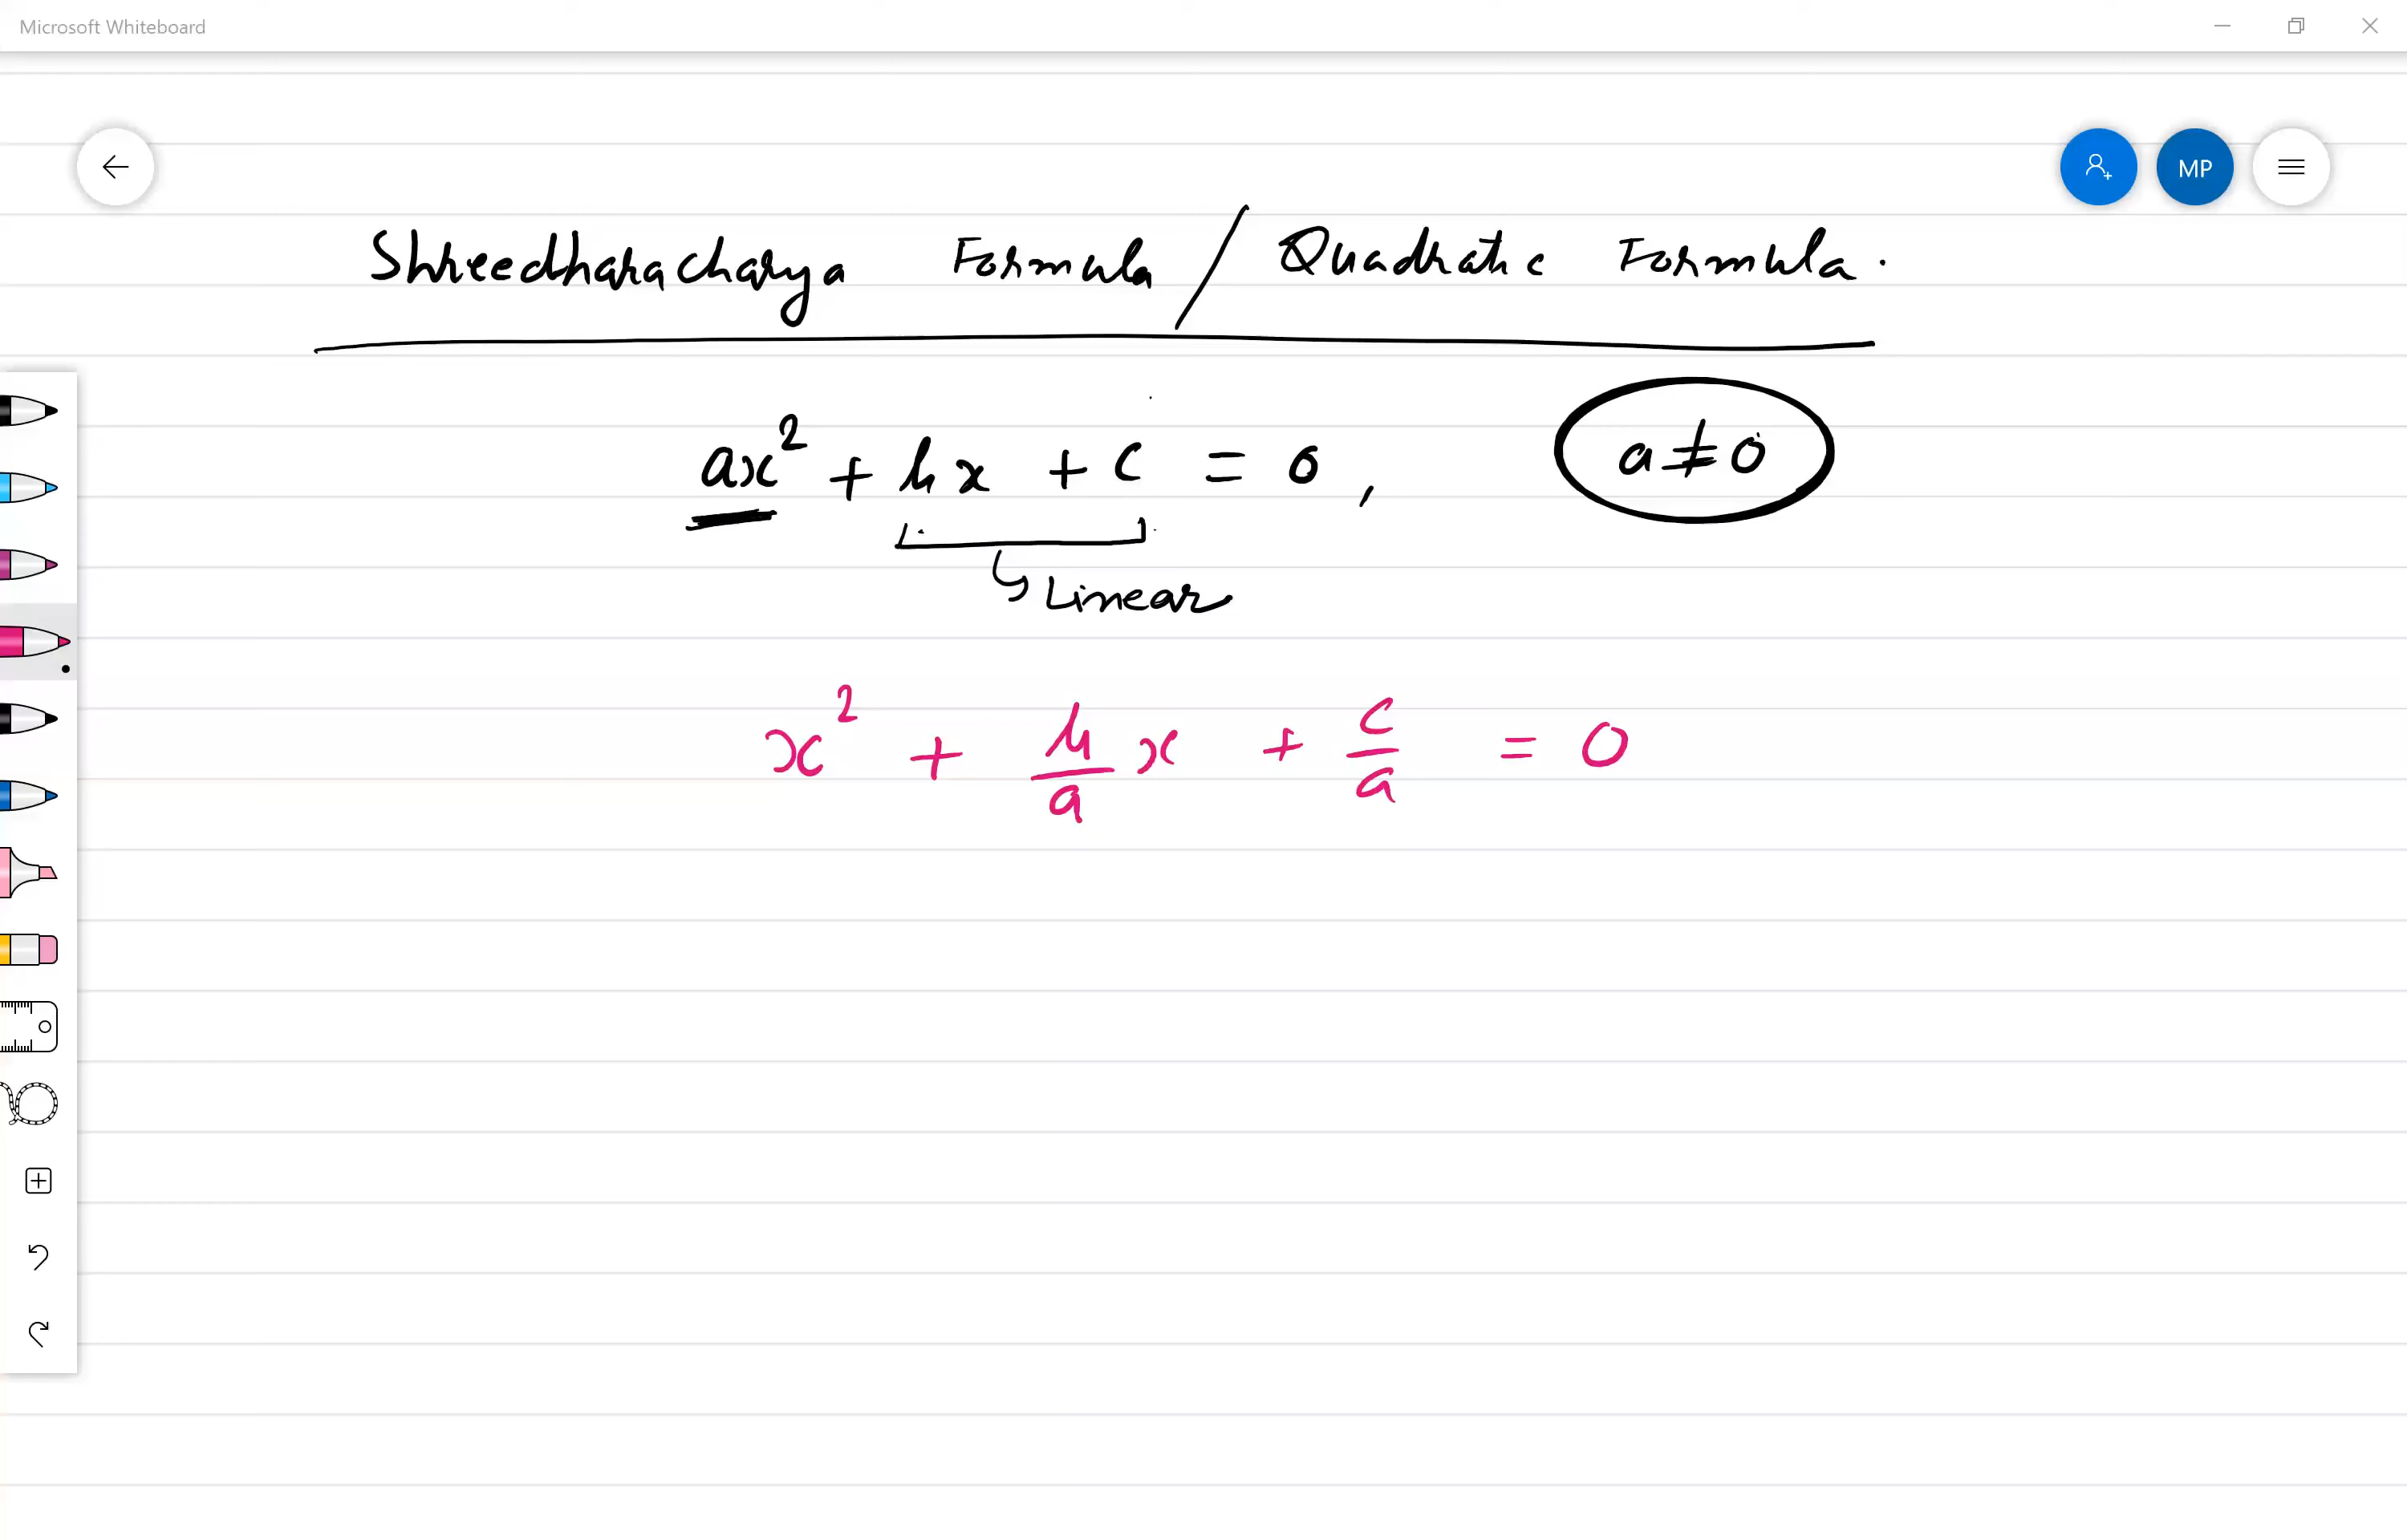 Microsoft Whiteboard
MP
Shreedharacharya Formula / Quadratic Formula.
ax² + bx + c = 0, a ≠ 0
Linear
x² + b/a x + c/a = 0